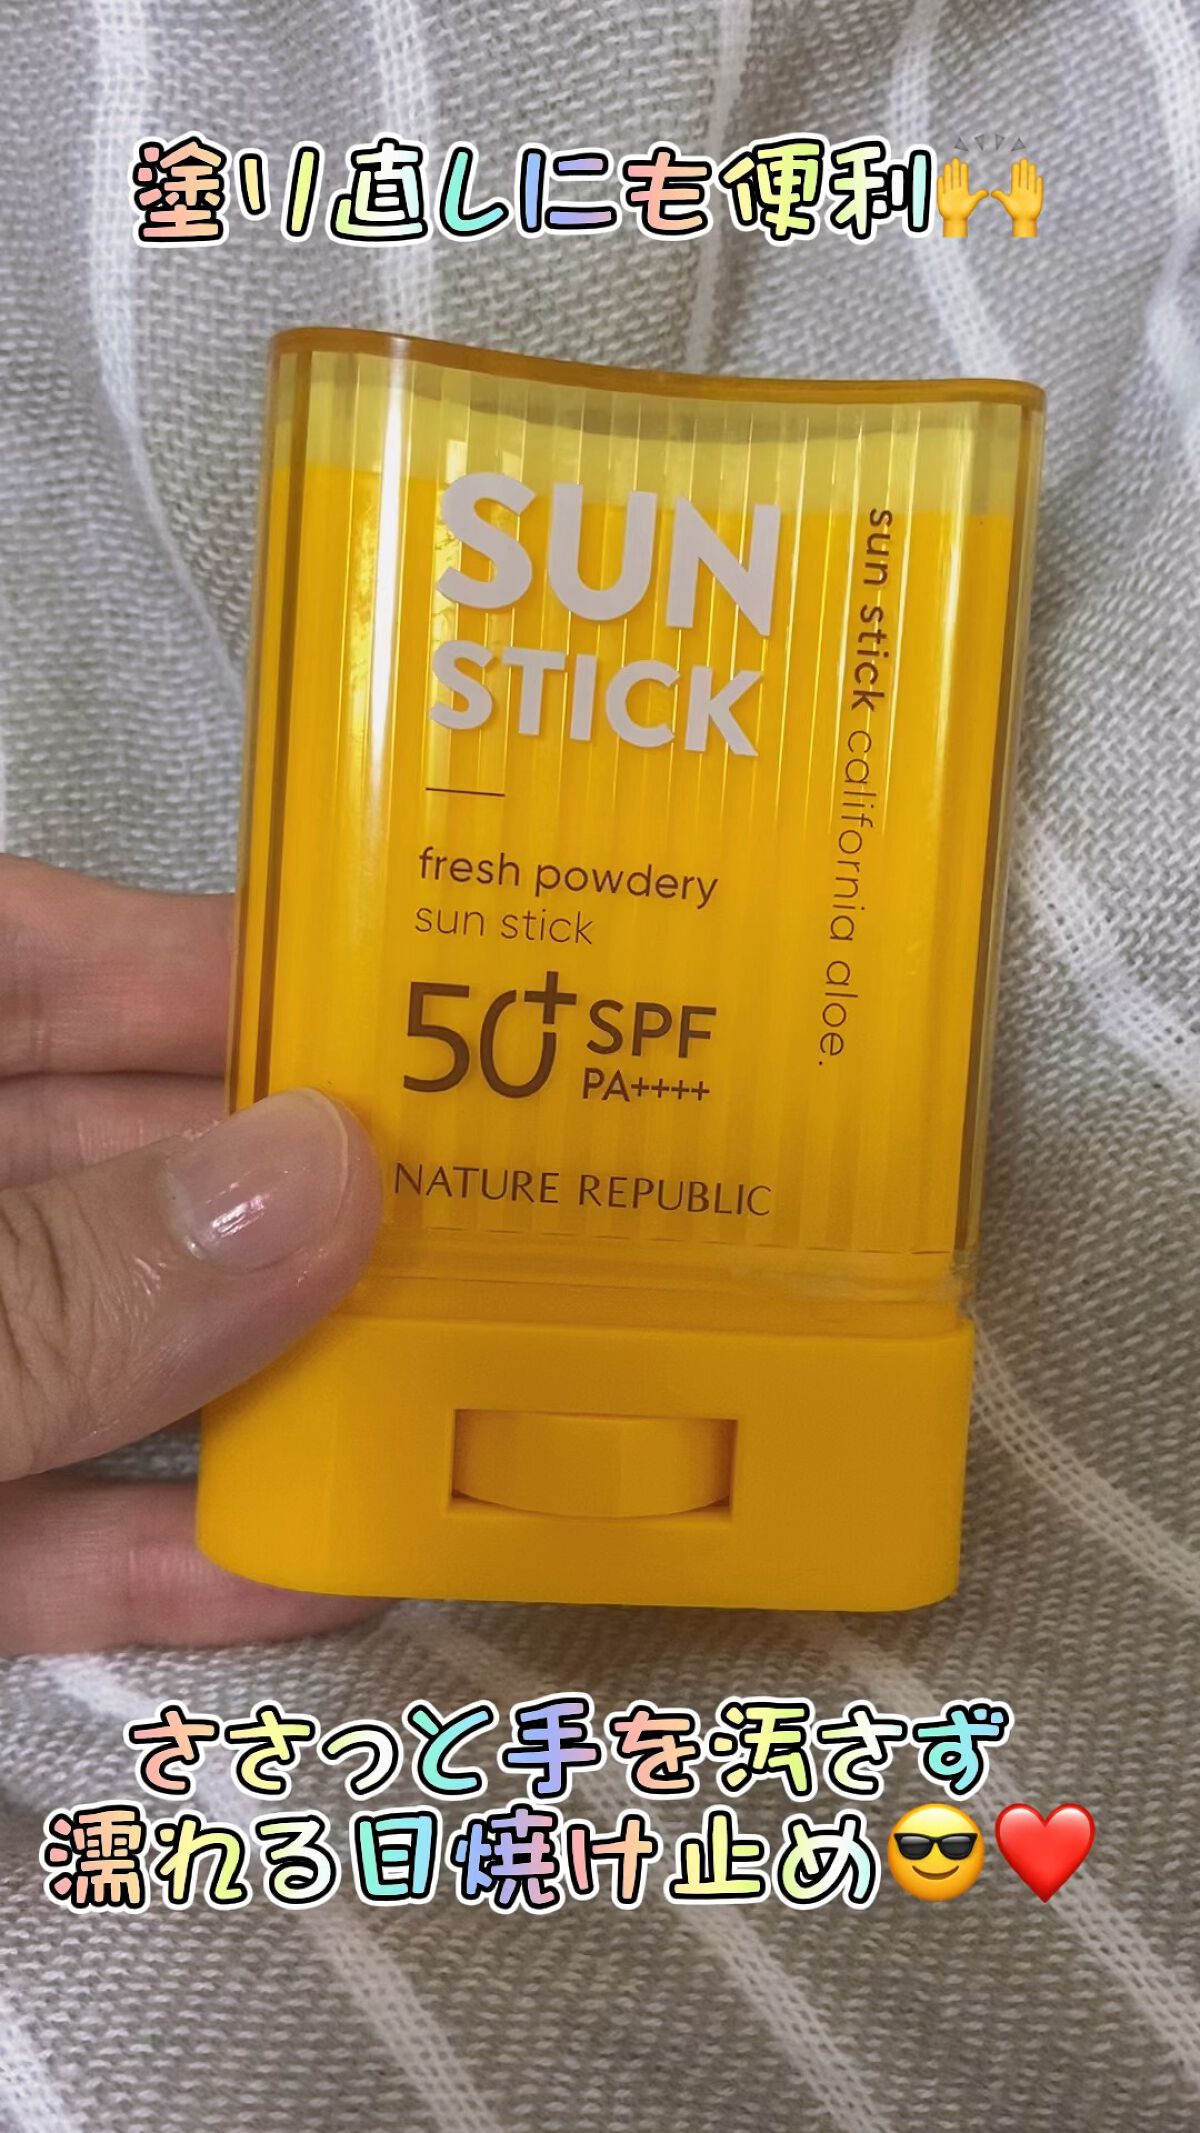 塗り直しにも便利🙌
SUN
STICK
fresh powdery
sun stick
50+ SPF
PA++++
NATURE REPUBLIC
sun stick california aloe.
ささっと手を汚さず
濡れる日焼け止め😎❤️